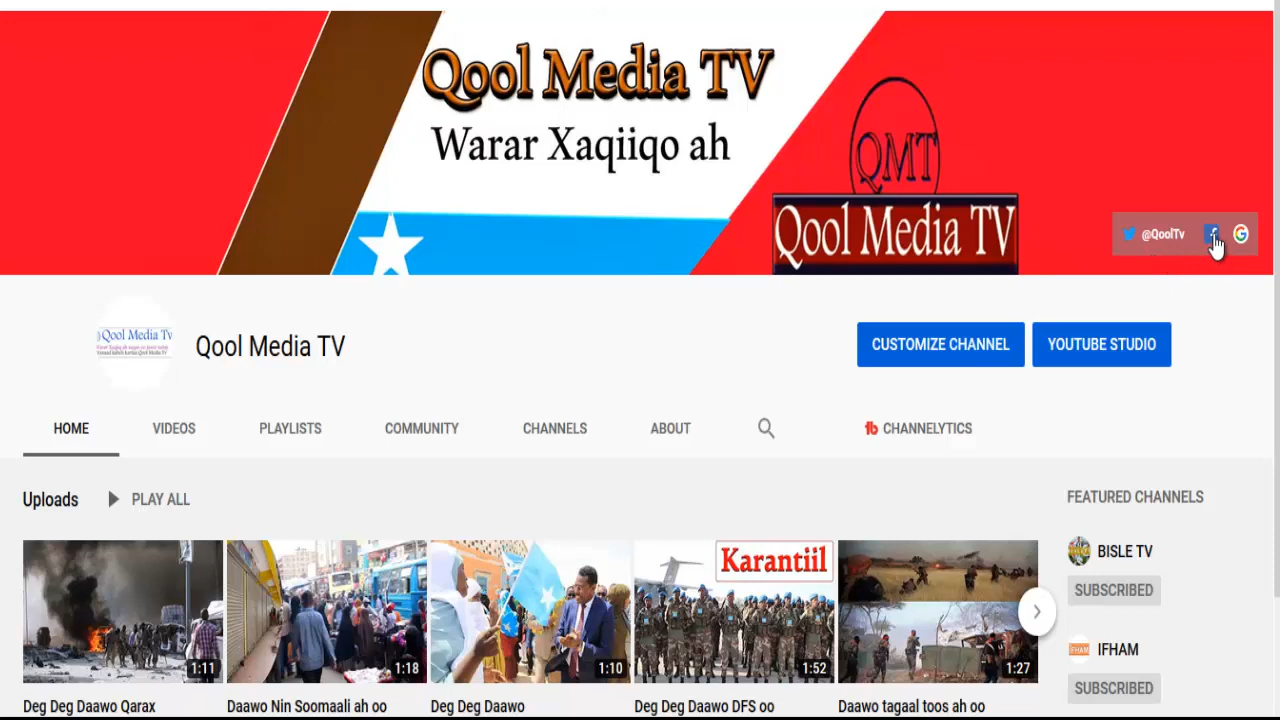 Qool Media TV
Warar Xaqiiqo ah
QMT
Qool Media TV
@QoolTv
Qool Media Tv
Qool Media TV
CUSTOMIZE CHANNEL
YOUTUBE STUDIO
HOME
VIDEOS
PLAYLISTS
COMMUNITY
CHANNELS
ABOUT
CHANNELYTICS
Uploads
PLAY ALL
FEATURED CHANNELS
Karantiil
1:11
1:18
1:10
1:52
1:27
Deg Deg Daawo Qarax
Daawo Nin Soomaali ah oo
Deg Deg Daawo
Deg Deg Daawo DFS oo
Daawo tagaal toos ah oo
BISLE TV
SUBSCRIBED
IFHAM
IFHAM
SUBSCRIBED